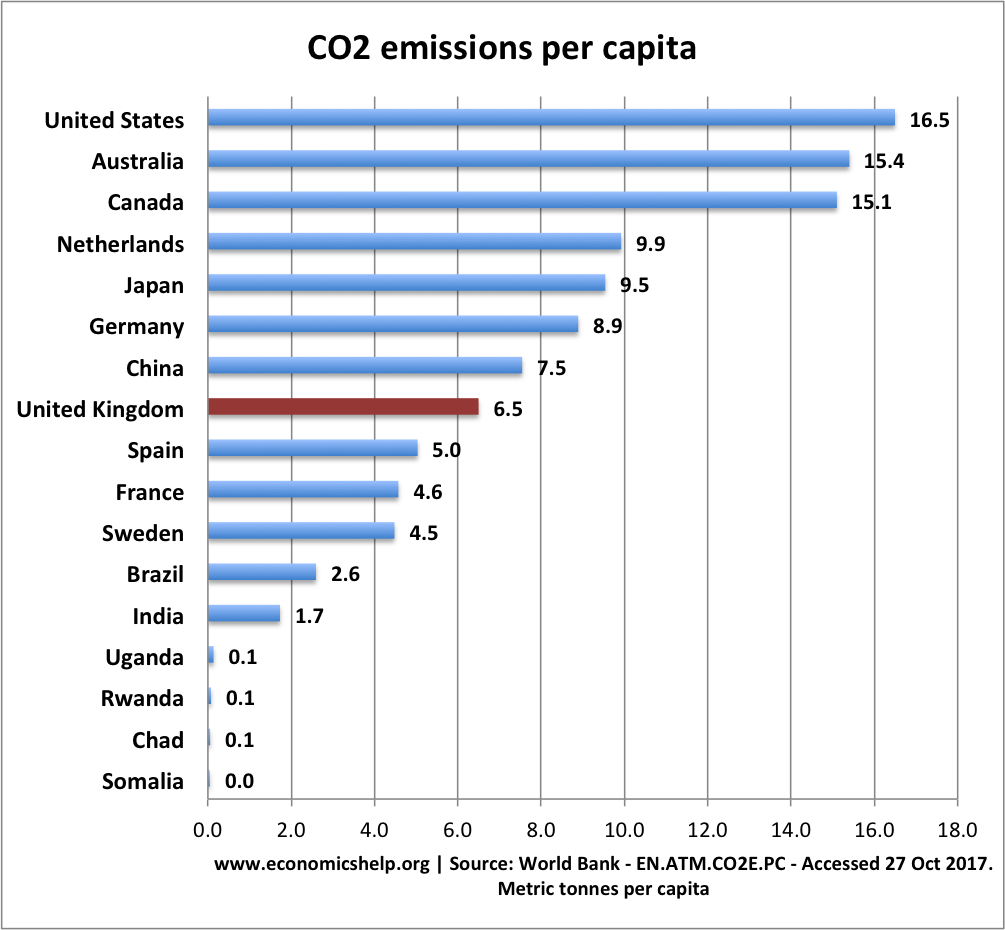 CO2 emissions per capita
United States 16.5
Australia 15.4
Canada 15.1
Netherlands 9.9
Japan 9.5
Germany 8.9
China 7.5
United Kingdom 6.5
Spain 5.0
France 4.6
Sweden 4.5
Brazil 2.6
India 1.7
Uganda 0.1
Rwanda 0.1
Chad 0.1
Somalia 0.0
0.0 2.0 4.0 6.0 8.0 10.0 12.0 14.0 16.0 18.0
www.economicshelp.org | Source: World Bank - EN.ATM.CO2E.PC - Accessed 27 Oct 2017.
Metric tonnes per capita